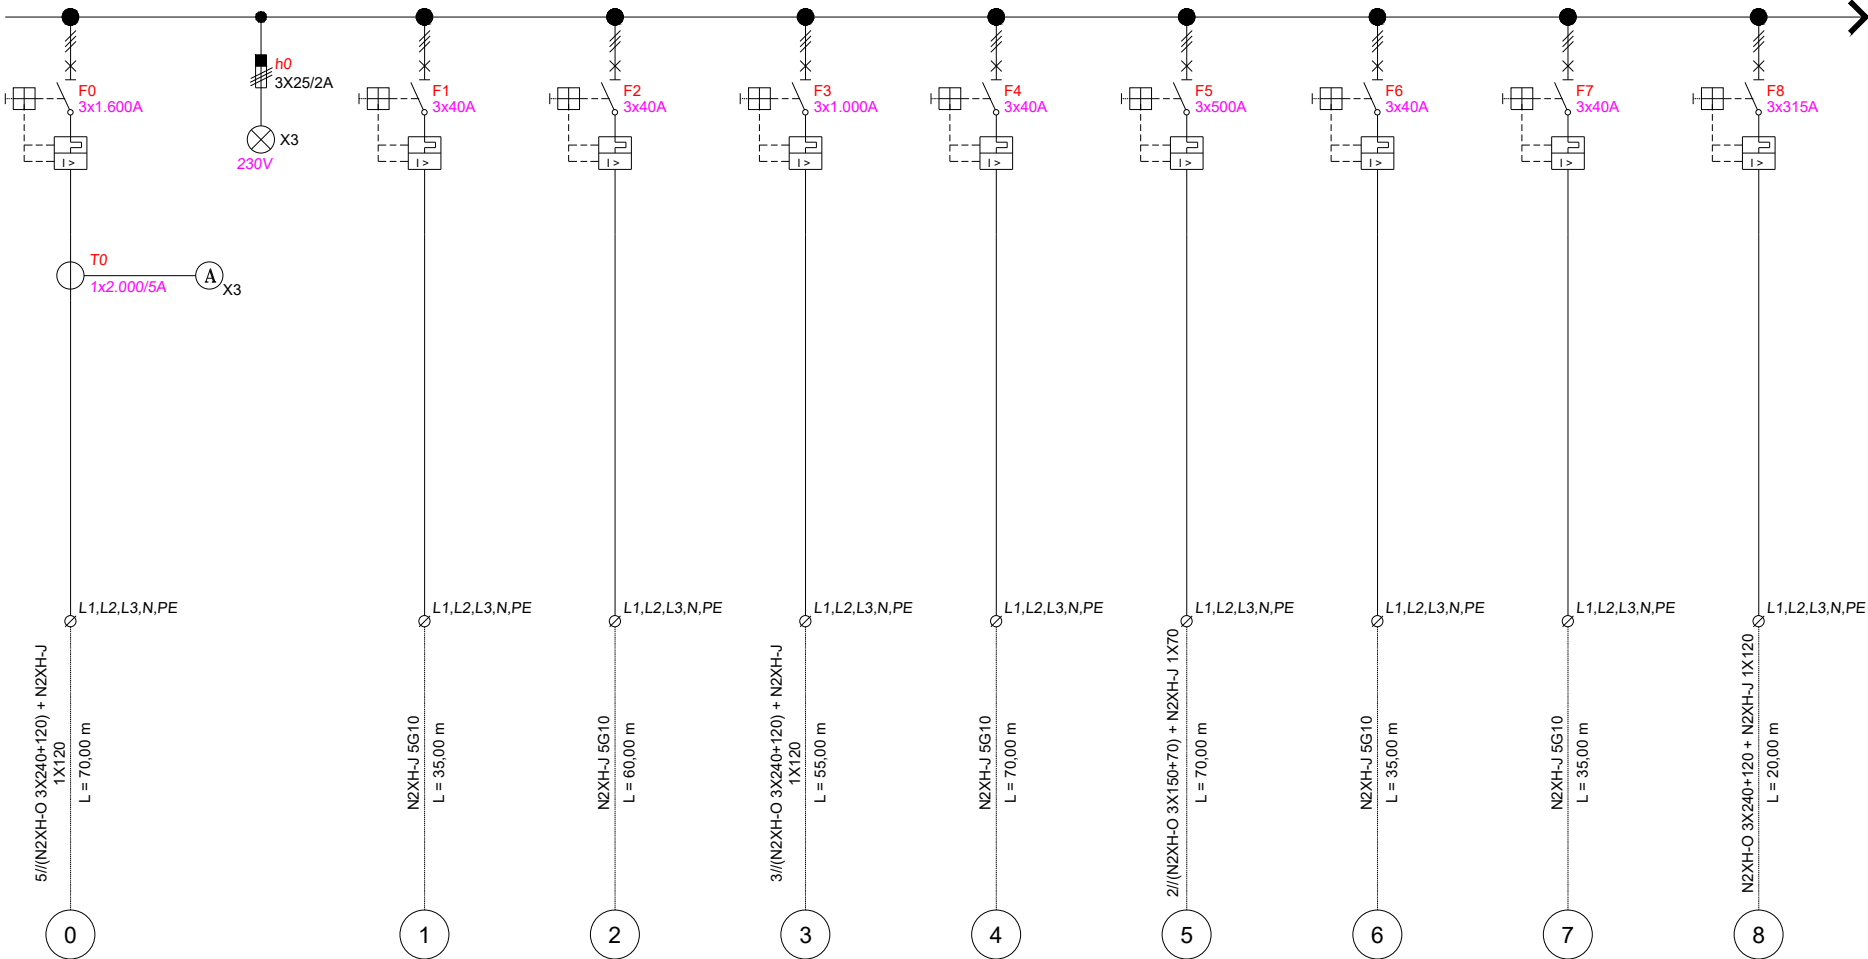 h0
3X25/2A
F0
3x1.600A
F1
3x40A
F2
3x40A
F3
3x1.000A
F4
3x40A
F5
3x500A
F6
3x40A
F7
3x40A
F8
3x315A
X3
230V
I >
I >
I >
I >
I >
I >
I >
I >
I >
T0
1x2.000/5A
A
X3
L1,L2,L3,N,PE
L1,L2,L3,N,PE
L1,L2,L3,N,PE
L1,L2,L3,N,PE
L1,L2,L3,N,PE
L1,L2,L3,N,PE
L1,L2,L3,N,PE
L1,L2,L3,N,PE
L1,L2,L3,N,PE
5//(N2XH-O 3X240+120) + N2XH-J
1X120
L = 70,00 m
N2XH-J 5G10
L = 35,00 m
N2XH-J 5G10
L = 60,00 m
3//(N2XH-O 3X240+120) + N2XH-J
1X120
L = 55,00 m
N2XH-J 5G10
L = 70,00 m
2//(N2XH-O 3X150+70) + N2XH-J 1X70
L = 70,00 m
N2XH-J 5G10
L = 35,00 m
N2XH-J 5G10
L = 35,00 m
N2XH-O 3X240+120 + N2XH-J 1X120
L = 20,00 m
0
1
2
3
4
5
6
7
8